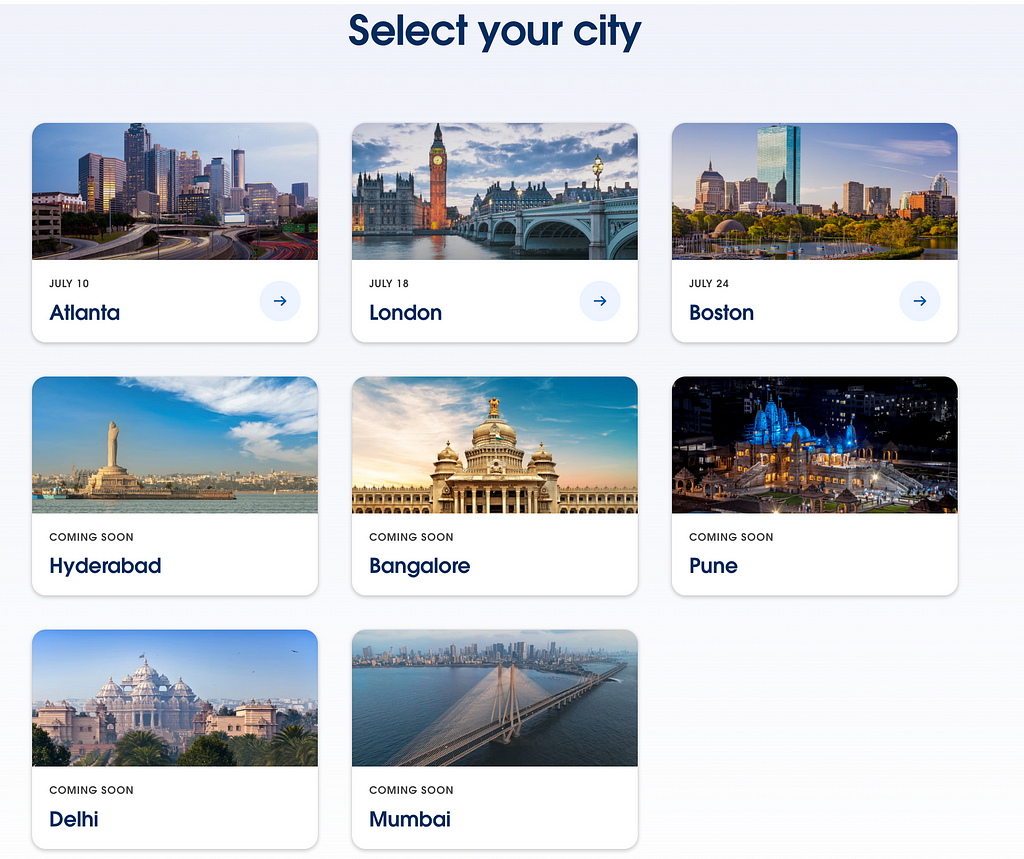 Select your city
JULY 10
Atlanta
JULY 18
London
JULY 24
Boston
COMING SOON
Hyderabad
COMING SOON
Bangalore
COMING SOON
Pune
COMING SOON
Delhi
COMING SOON
Mumbai